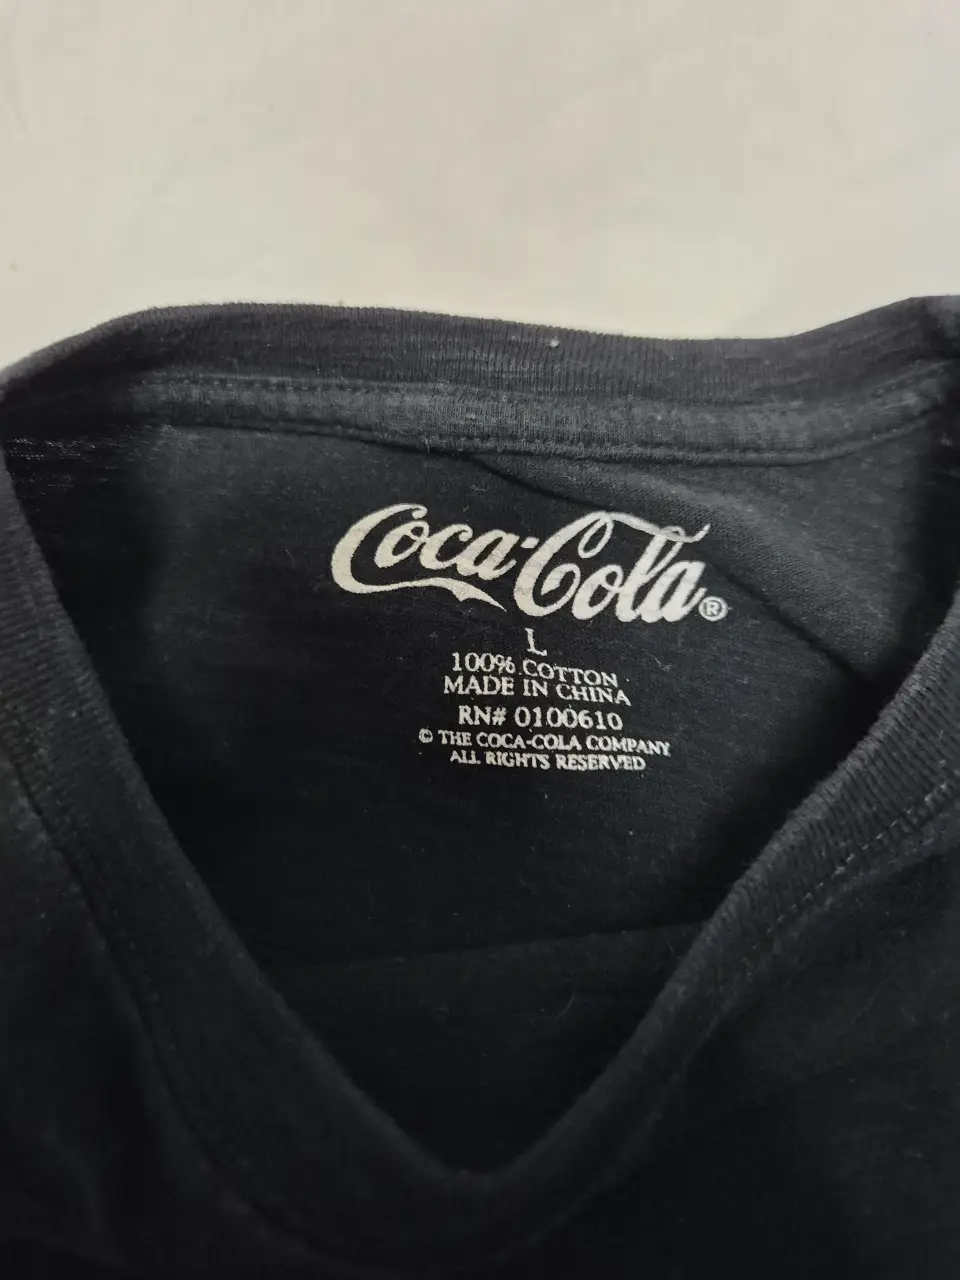 Coca-Cola®
L
100% COTTON
MADE IN CHINA
RN# 0100610
© THE COCA-COLA COMPANY
ALL RIGHTS RESERVED